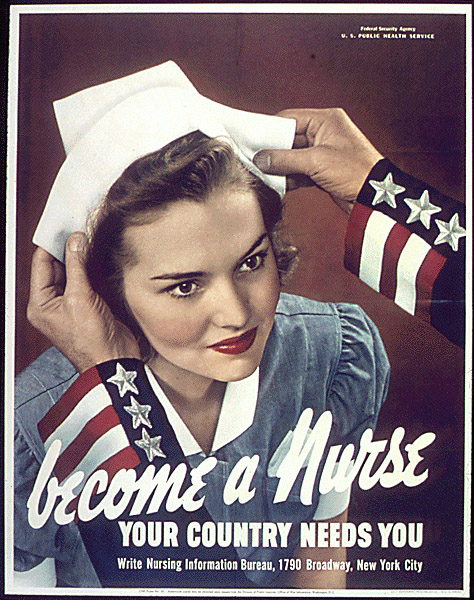 Federal Security Agency
U. S. PUBLIC HEALTH SERVICE
become a Nurse
YOUR COUNTRY NEEDS YOU
Write Nursing Information Bureau, 1790 Broadway, New York City